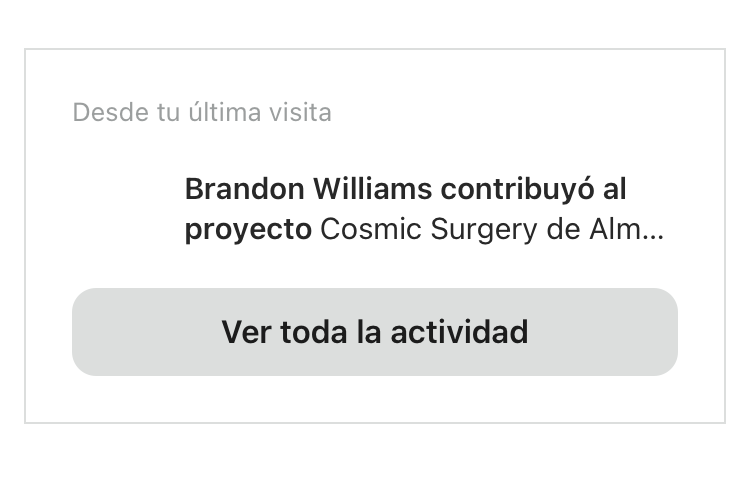 Desde tu última visita
Brandon Williams contribuyó al
proyecto Cosmic Surgery de Alm...
Ver toda la actividad